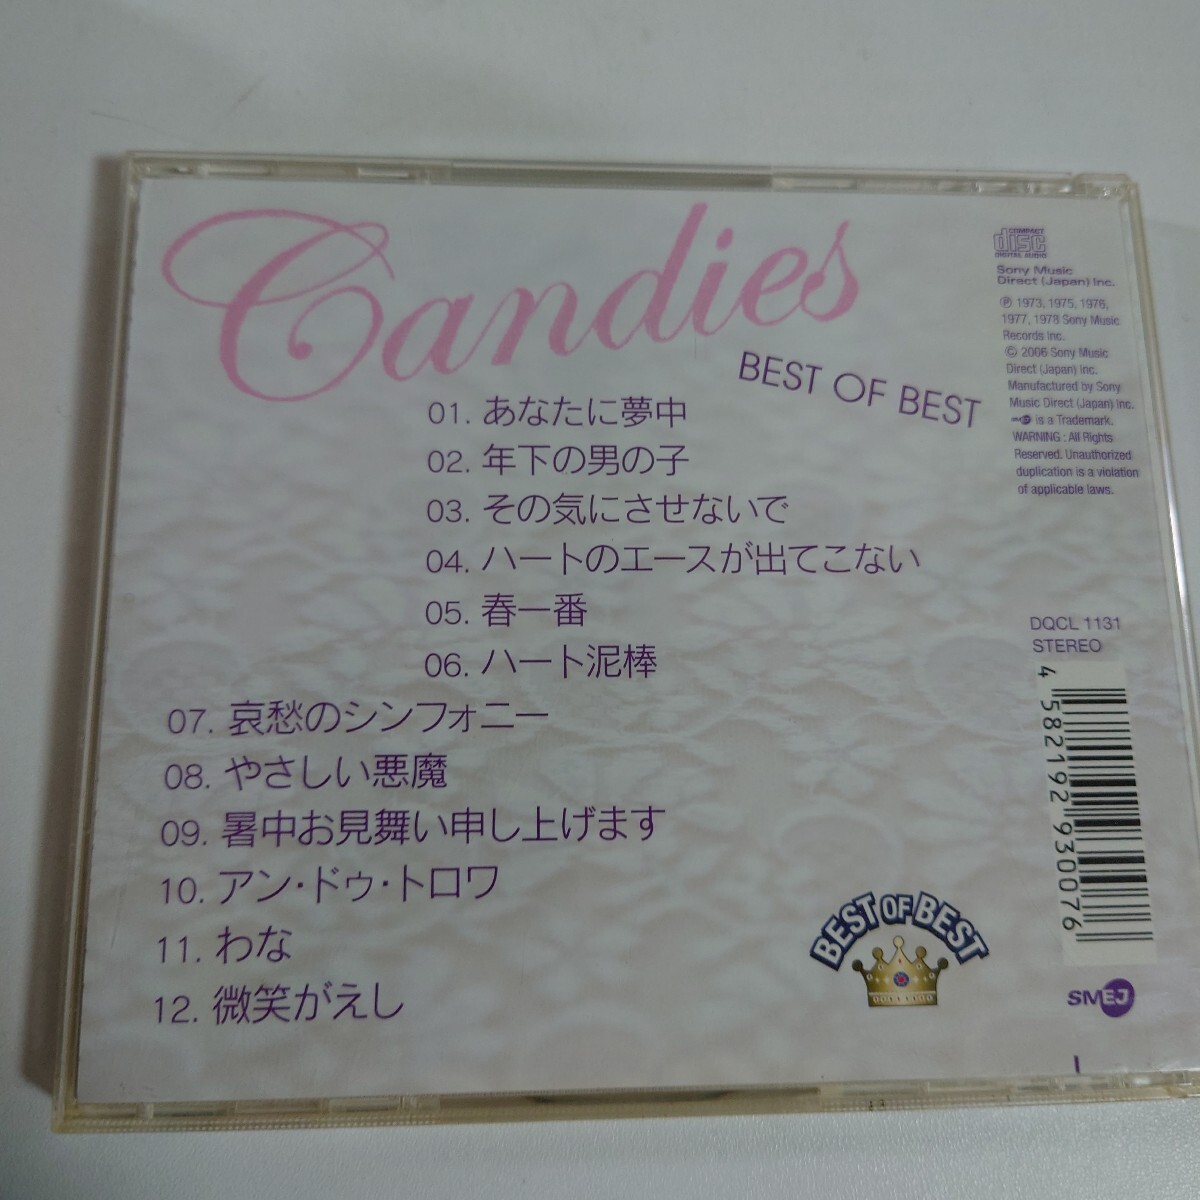 Candies
BEST OF BEST
01. あなたに夢中
02. 年下の男の子
03. その気にさせないで
04. ハートのエースが出てこない
05. 春一番
06. ハート泥棒
07. 哀愁のシンフォニー
08. やさしい悪魔
09. 暑中お見舞い申し上げます
10. アン・ドゥ・トロワ
11. わな
12. 微笑がえし
COMPACT
disc
DIGITAL AUDIO
Sony Music
Direct (Japan) Inc.
Ⓟ 1973, 1975, 1976,
1977, 1978 Sony Music
Records Inc.
© 2006 Sony Music
Direct (Japan) Inc.
Manufactured by Sony
Music Direct (Japan) Inc.
SMEJ is a Trademark.
WARNING : All Rights
Reserved. Unauthorized
duplication is a violation
of applicable laws.
DQCL 1131
STEREO
4 582192 930076
BEST OF BEST
SMEJ
I